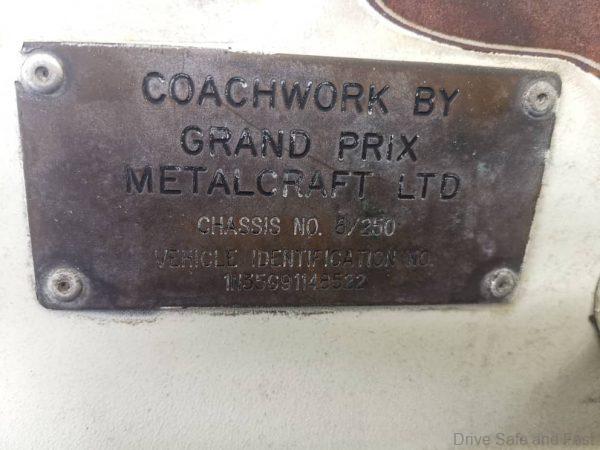 COACHWORK BY
GRAND PRIX
METALCRAFT LTD
CHASSIS NO. 8/250
VEHICLE IDENTIFICATION NO.
Drive Safe and Fast